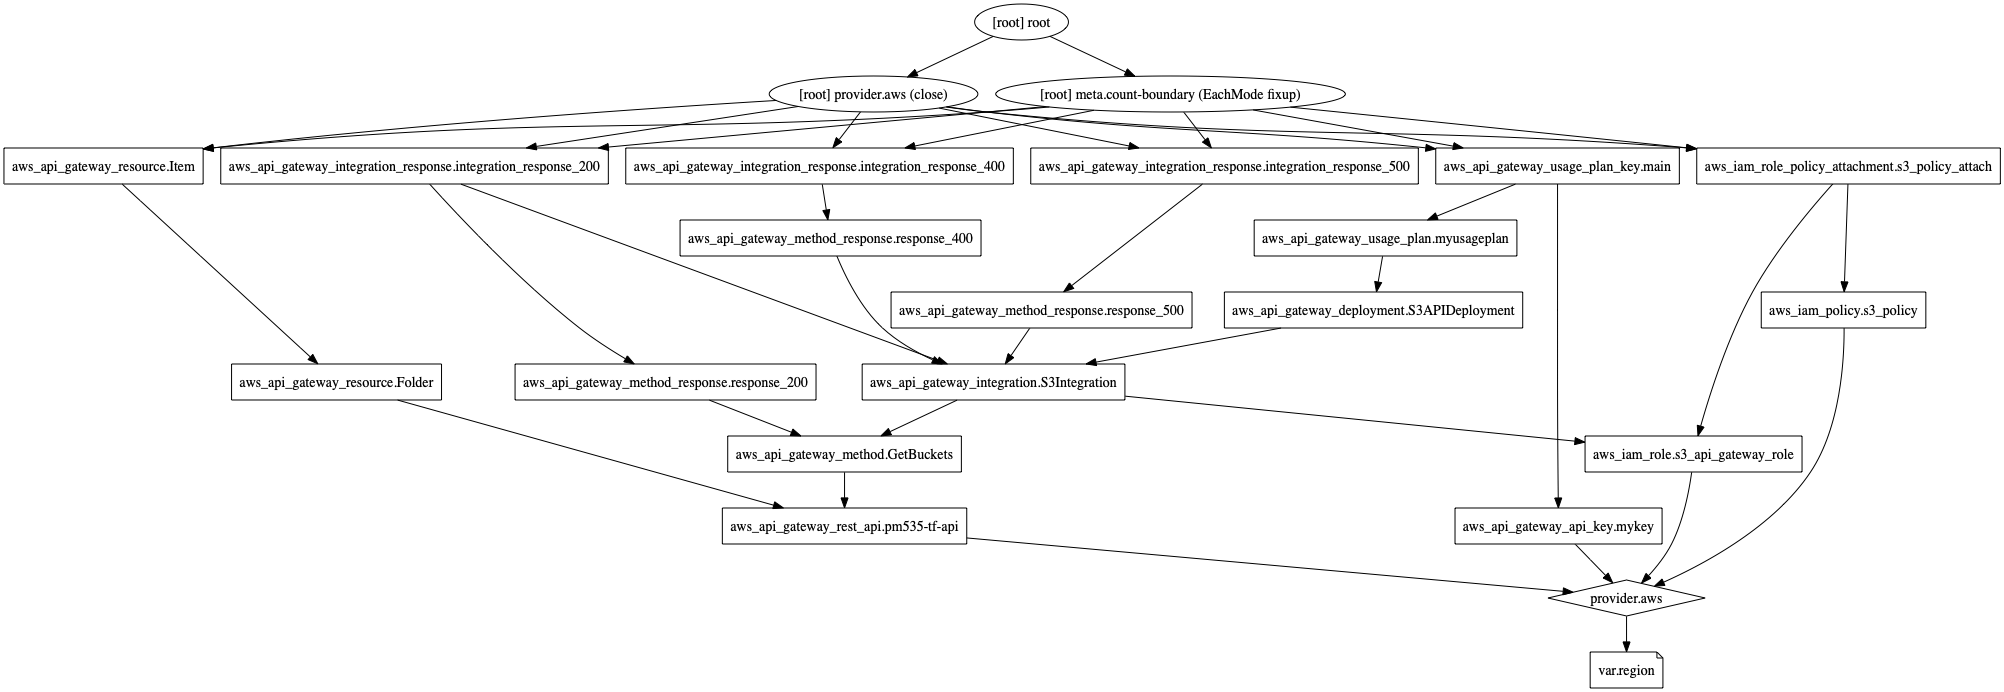 [root] root
[root] provider.aws (close)
[root] meta.count-boundary (EachMode fixup)
aws_api_gateway_resource.Item
aws_api_gateway_integration_response.integration_response_200
aws_api_gateway_integration_response.integration_response_400
aws_api_gateway_integration_response.integration_response_500
aws_api_gateway_usage_plan_key.main
aws_iam_role_policy_attachment.s3_policy_attach
aws_api_gateway_method_response.response_400
aws_api_gateway_usage_plan.myusageplan
aws_api_gateway_method_response.response_500
aws_api_gateway_deployment.S3APIDeployment
aws_iam_policy.s3_policy
aws_api_gateway_resource.Folder
aws_api_gateway_method_response.response_200
aws_api_gateway_integration.S3Integration
aws_api_gateway_method.GetBuckets
aws_iam_role.s3_api_gateway_role
aws_api_gateway_rest_api.pm535-tf-api
aws_api_gateway_api_key.mykey
provider.aws
var.region